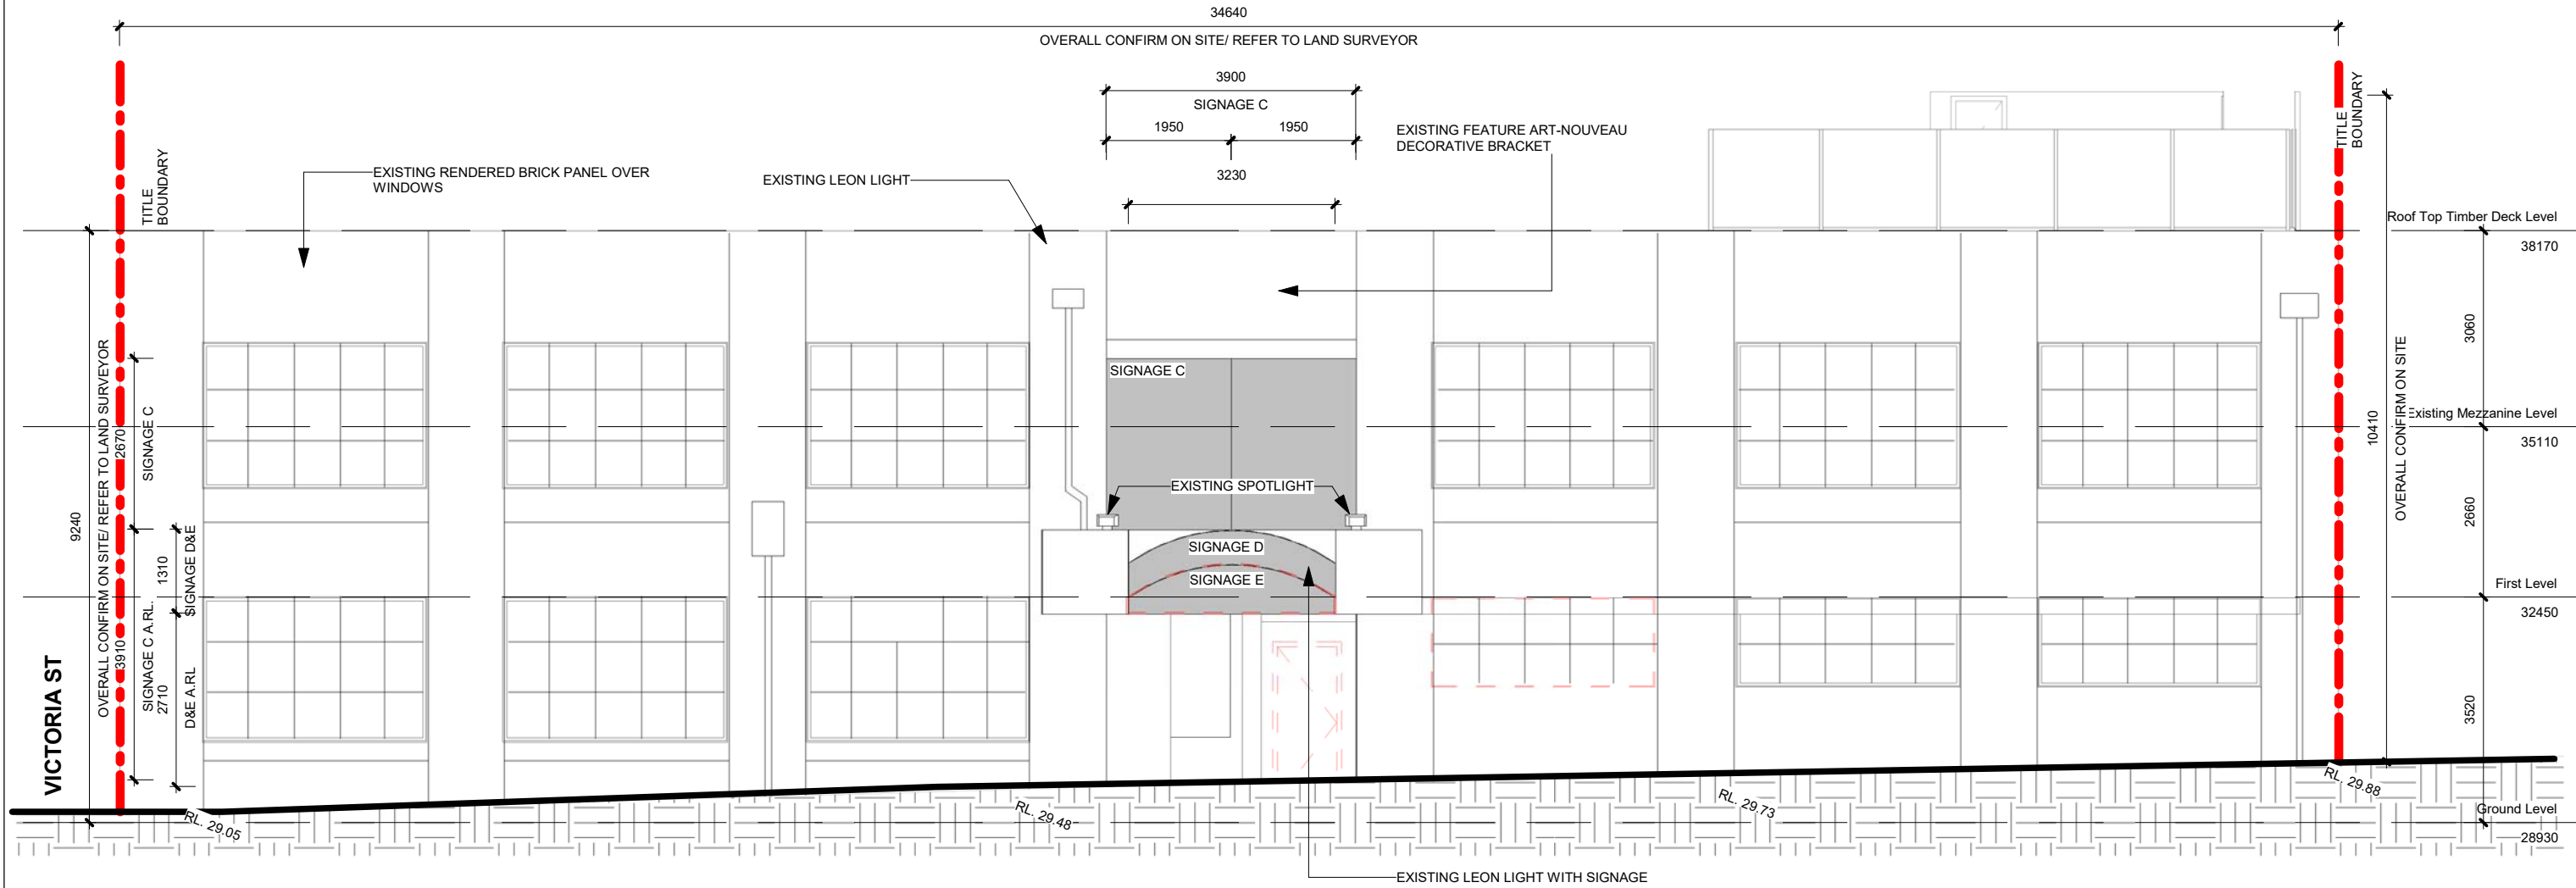 34640
OVERALL CONFIRM ON SITE/ REFER TO LAND SURVEYOR
3900
SIGNAGE C
1950
1950
3230
TITLE
BOUNDARY
EXISTING RENDERED BRICK PANEL OVER
WINDOWS
EXISTING LEON LIGHT
EXISTING FEATURE ART-NOUVEAU
DECORATIVE BRACKET
TITLE
BOUNDARY
Roof Top Timber Deck Level
38170
3060
Existing Mezzanine Level
35110
2660
First Level
32450
3520
Ground Level
28930
10410
OVERALL CONFIRM ON SITE
9240
OVERALL CONFIRM ON SITE/ REFER TO LAND SURVEYOR
2670
SIGNAGE C
3910
SIGNAGE C A.RL.
1310
SIGNAGE D&E
2710
D&E A.RL
VICTORIA ST
SIGNAGE C
EXISTING SPOTLIGHT
SIGNAGE D
SIGNAGE E
RL. 29.05
RL. 29.48
RL. 29.73
RL. 29.88
EXISTING LEON LIGHT WITH SIGNAGE